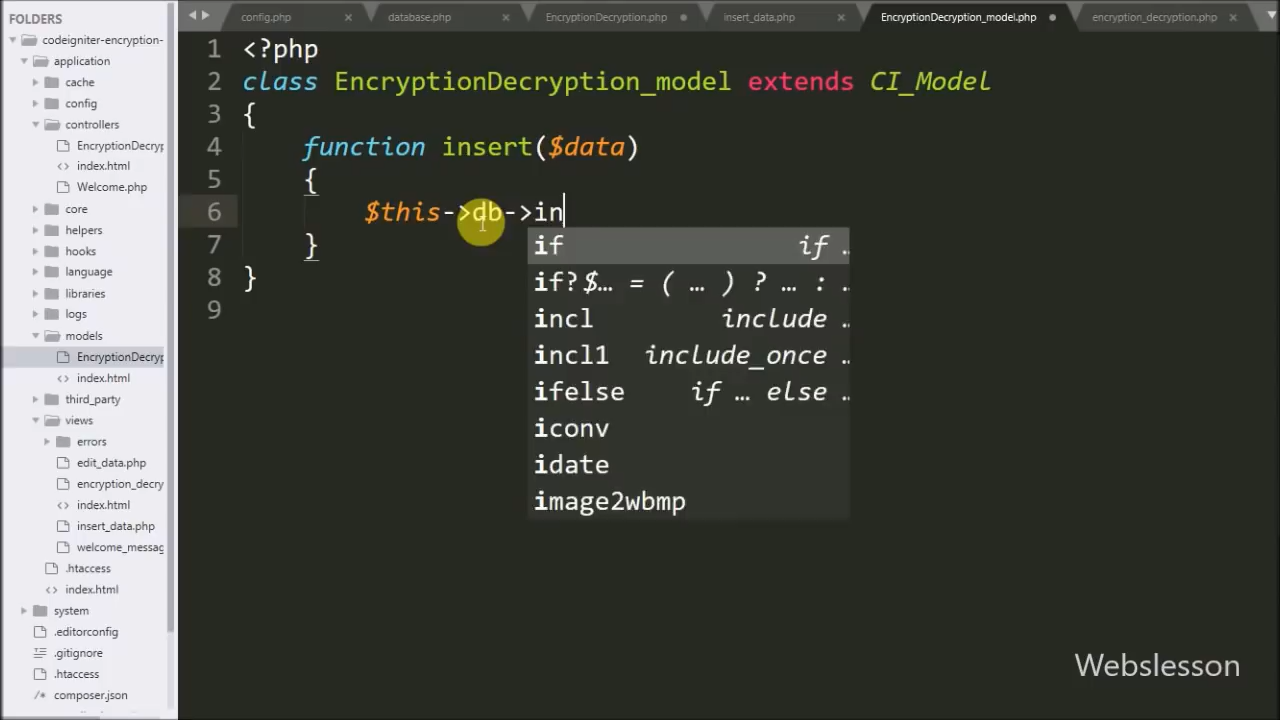 FOLDERS
codeigniter-encryption-
application
cache
config
controllers
EncryptionDecryp
index.html
Welcome.php
core
helpers
hooks
language
libraries
logs
models
EncryptionDecryp
index.html
third_party
views
errors
edit_data.php
encryption_decry
index.html
insert_data.php
welcome_messag
.htaccess
index.html
system
.editorconfig
.gitignore
.htaccess
composer.json
config.php
database.php
EncryptionDecryption.php
insert_data.php
EncryptionDecryption_model.php
encryption_decryption.php
1 <?php
2 class EncryptionDecryption_model extends CI_Model
3 {
4 function insert($data)
5 {
6 $this->db->in
7 }
8 }
9
if if …
if?$… = ( … ) ? … : …
incl include …
incl1 include_once …
ifelse if … else …
iconv
idate
image2wbmp
Webslesson